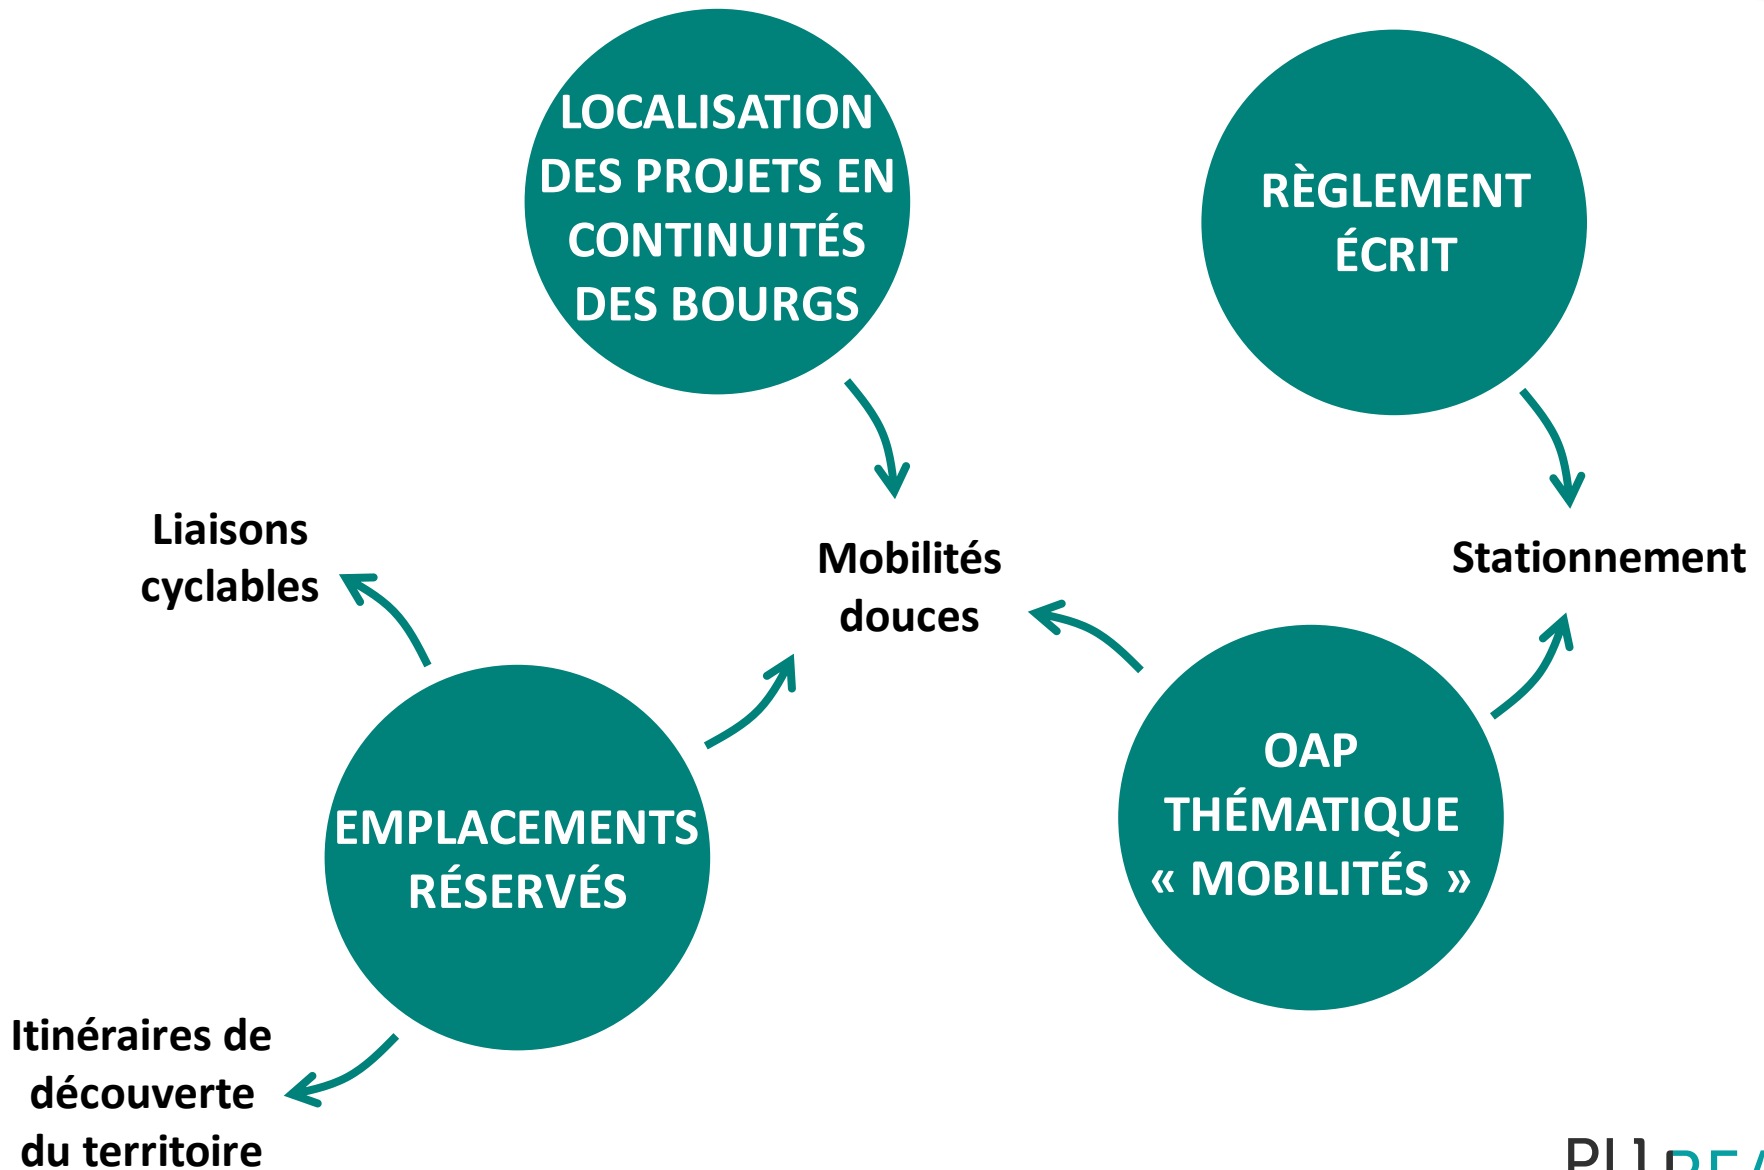 LOCALISATION
DES PROJETS EN
CONTINUITÉS
DES BOURGS
RÈGLEMENT
ÉCRIT
Liaisons
cyclables
Mobilités
douces
Stationnement
EMPLACEMENTS
RÉSERVÉS
OAP
THÉMATIQUE
« MOBILITÉS »
Itinéraires de
découverte
du territoire